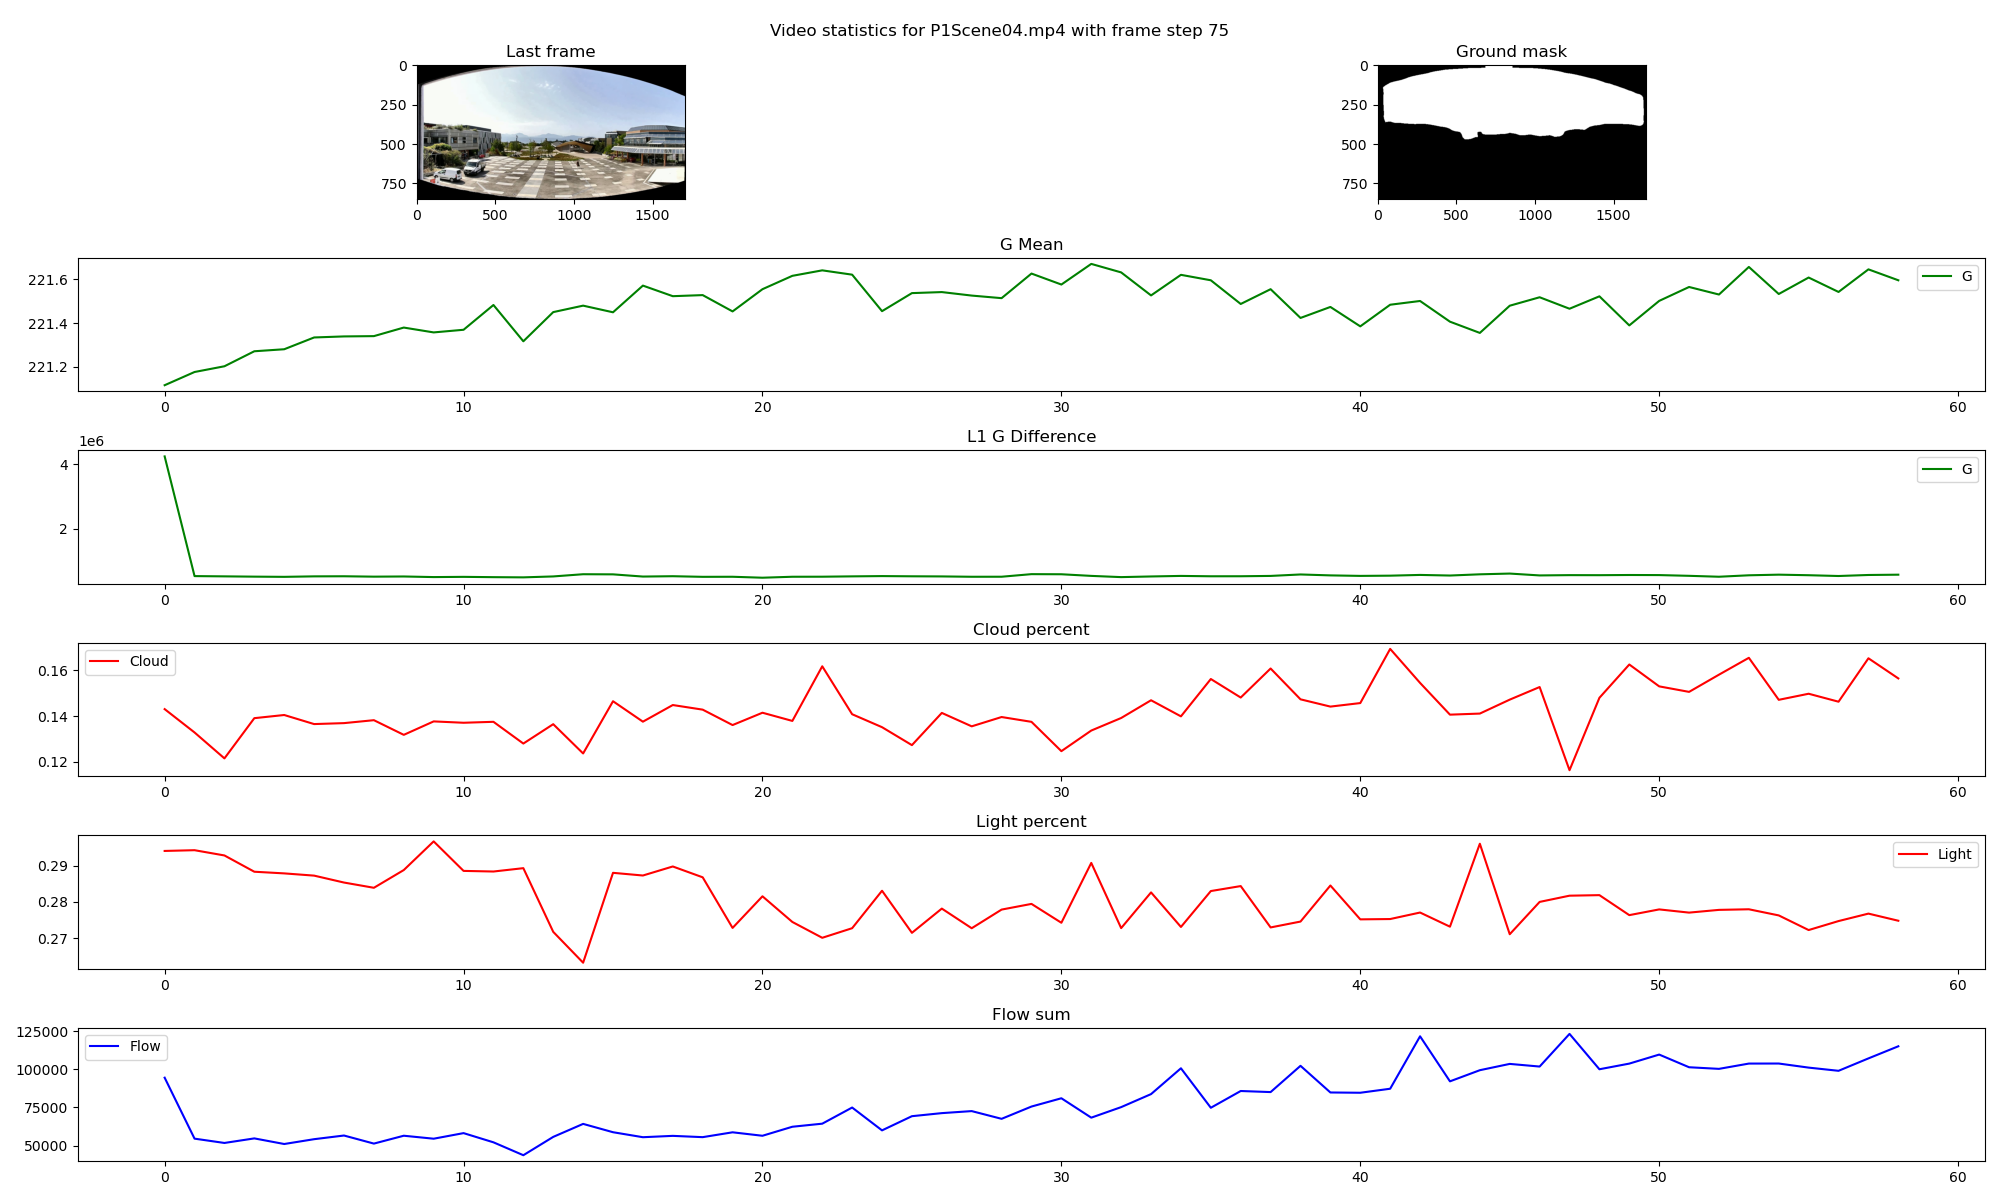 Video statistics for P1Scene04.mp4 with frame step 75
Last frame
Ground mask
0
250
500
750
0 500 1000 1500
0
250
500
750
0 500 1000 1500
G Mean
221.6
221.4
221.2
G
0 10 20 30 40 50 60
L1 G Difference
1e6
4
2
G
0 10 20 30 40 50 60
Cloud percent
0.16
0.14
0.12
Cloud
0 10 20 30 40 50 60
Light percent
0.29
0.28
0.27
Light
0 10 20 30 40 50 60
Flow sum
125000
100000
75000
50000
Flow
0 10 20 30 40 50 60